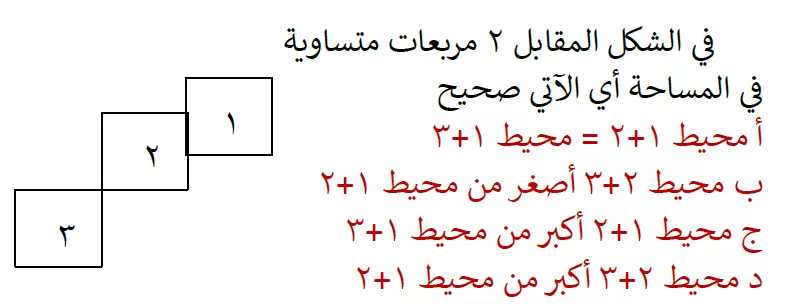 في الشكل المقابل ٢ مربعات متساوية
في المساحة أي الآتي صحيح
أ محيط ١+٢ = محيط ١+٣
ب محيط ٢+٣ أصغر من محيط ١+٢
ج محيط ١+٢ أكبر من محيط ١+٣
د محيط ٢+٣ أكبر من محيط ١+٢
١
٢
٣